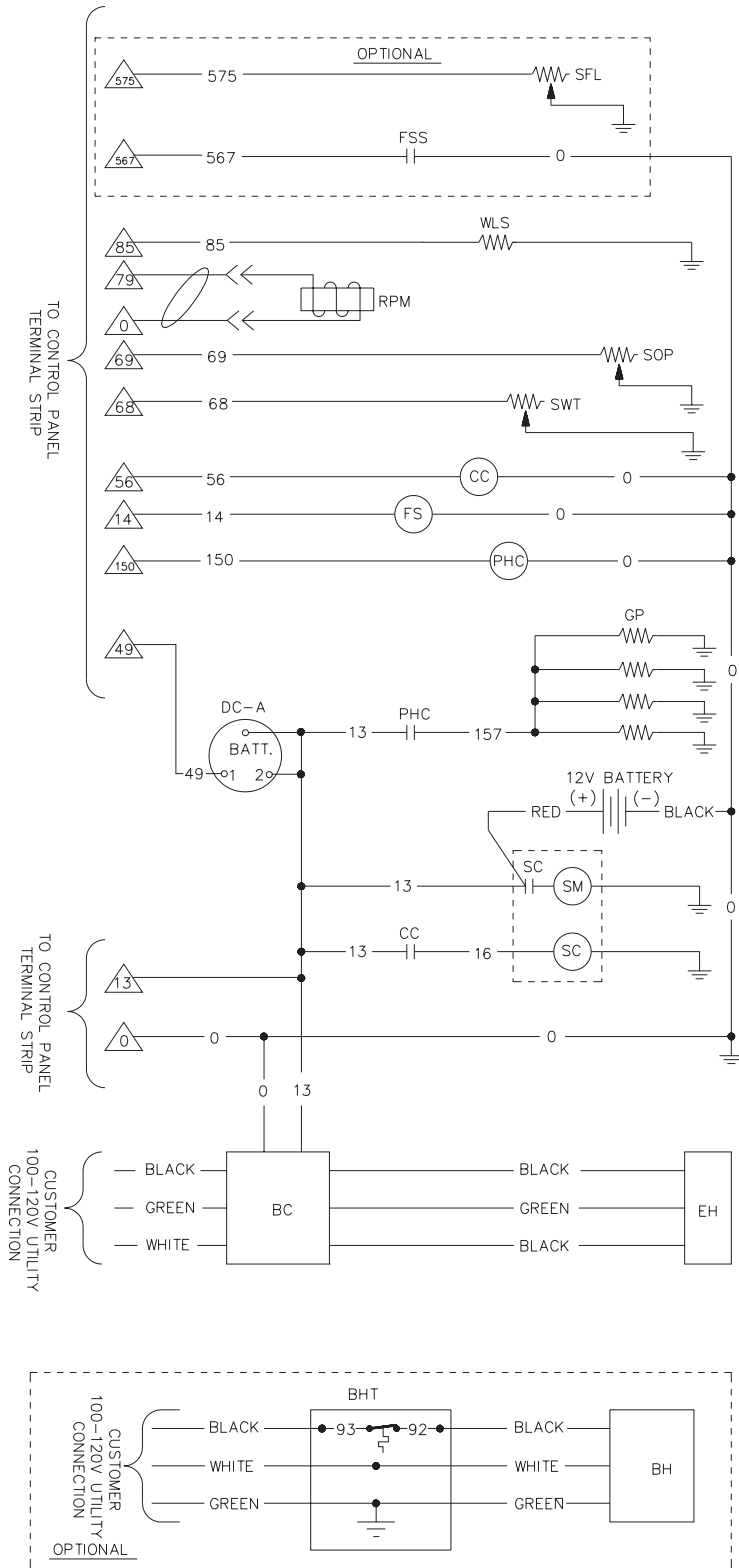 OPTIONAL
575 575 SFL
567 567 FSS 0
85 85 WLS
79
RPM
0
69 69 SOP
68 68 SWT
TO CONTROL PANEL
TERMINAL STRIP
56 56 CC 0
14 14 FS 0
150 150 PHC 0
GP
49
0
DC-A
13 PHC 157
BATT.
49 1 2
12V BATTERY
(+) (-)
RED BLACK
SC
13 SM
0
CC
13 16 SC
TO CONTROL PANEL
TERMINAL STRIP
13
0 0 0
0 13
CUSTOMER
100-120V UTILITY
CONNECTION
BLACK BLACK
GREEN BC GREEN EH
WHITE BLACK
BHT
CUSTOMER
100-120V UTILITY
CONNECTION
BLACK 93 92 BLACK
WHITE WHITE BH
GREEN GREEN
OPTIONAL